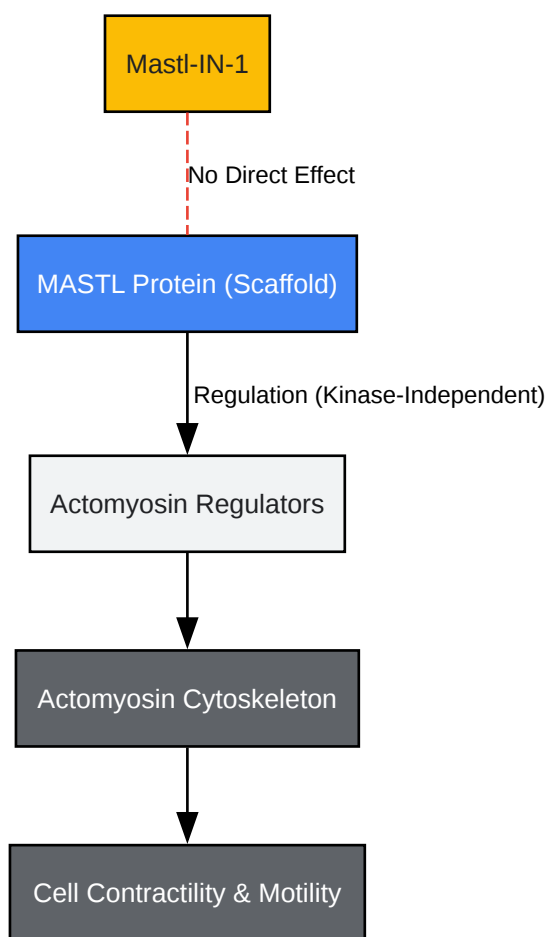 Mastl-IN-1
No Direct Effect
MASTL Protein (Scaffold)
Regulation (Kinase-Independent)
Actomyosin Regulators
Actomyosin Cytoskeleton
Cell Contractility & Motility